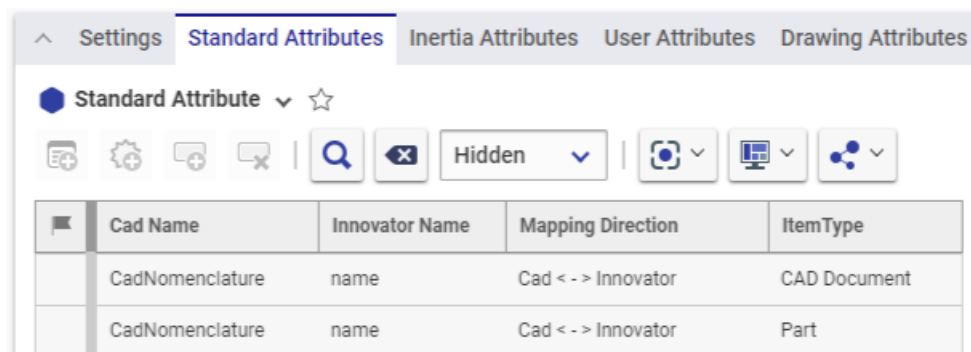 Settings Standard Attributes Inertia Attributes User Attributes Drawing Attributes
Standard Attribute
Hidden
Cad Name Innovator Name Mapping Direction ItemType
CadNomenclature name Cad < - > Innovator CAD Document
CadNomenclature name Cad < - > Innovator Part